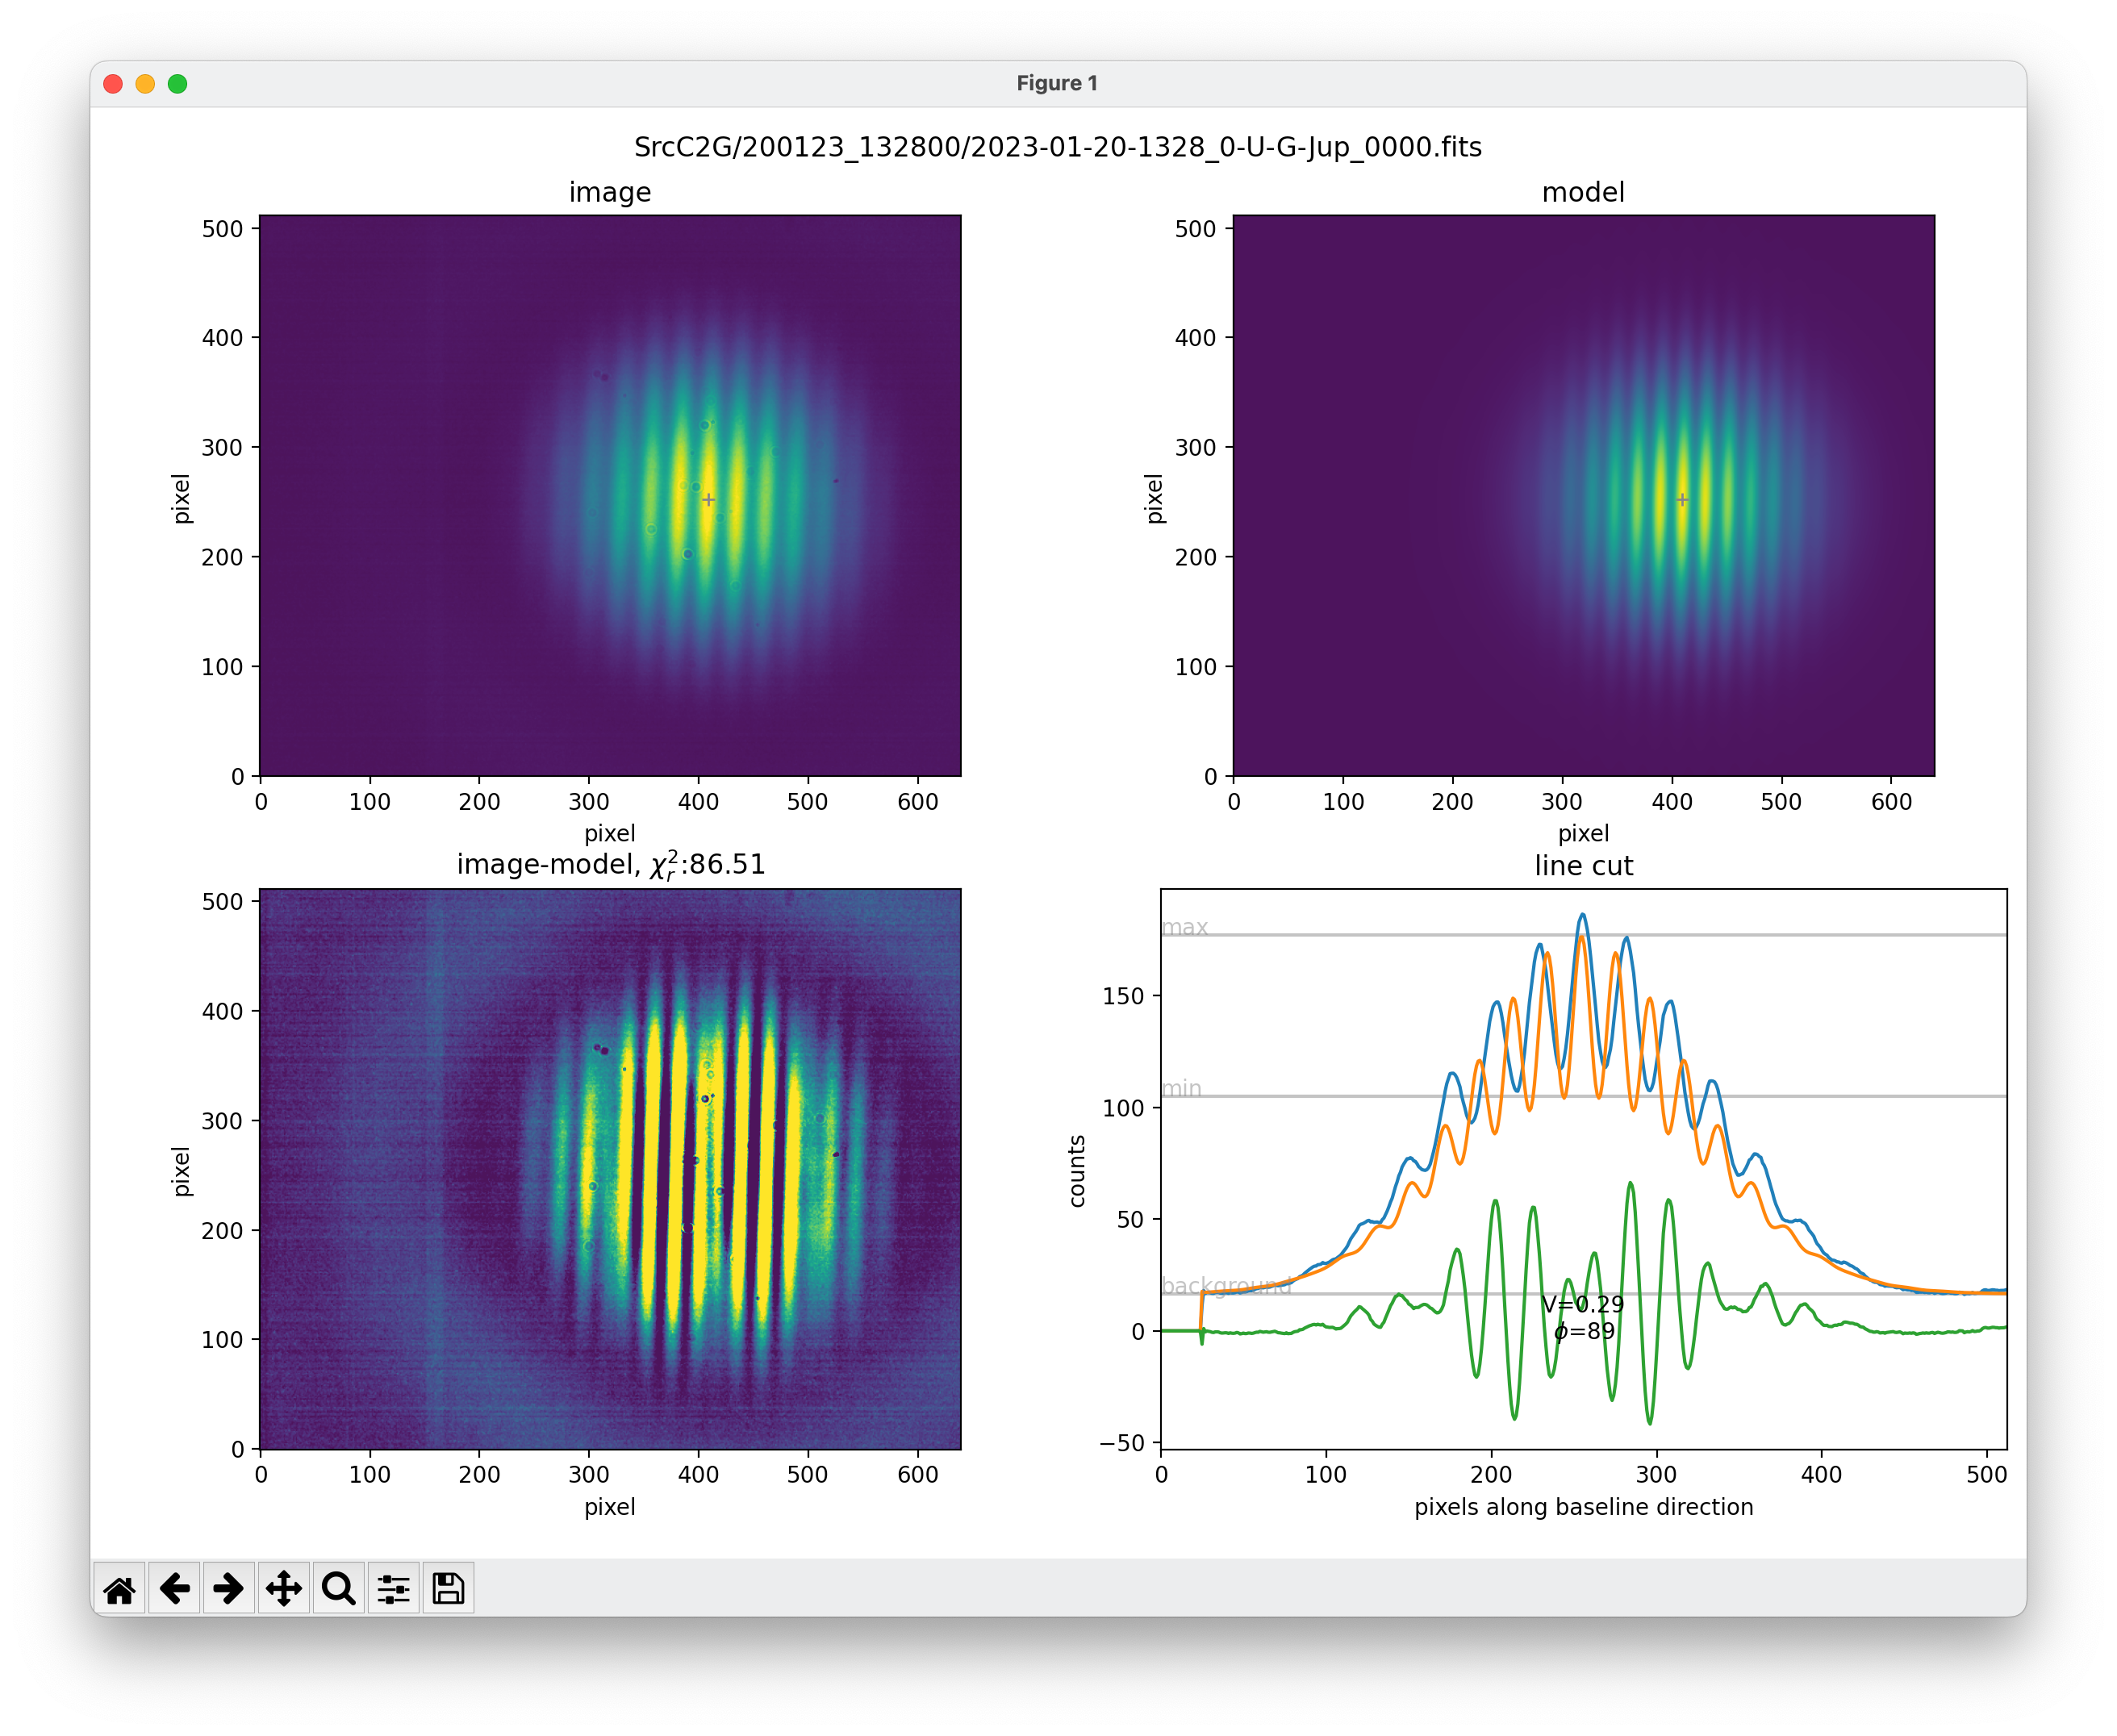 Figure 1
SrcC2G/200123_132800/2023-01-20-1328_0-U-G-Jup_0000.fits
image
500
400
300
200
100
0
pixel
0 100 200 300 400 500 600
pixel
model
500
400
300
200
100
0
pixel
0 100 200 300 400 500 600
pixel
image-model, χ²ᵣ:86.51
500
400
300
200
100
0
pixel
0 100 200 300 400 500 600
pixel
line cut
150
100
50
0
−50
counts
max
min
background
V=0.29
ϕ=89
0 100 200 300 400 500
pixels along baseline direction